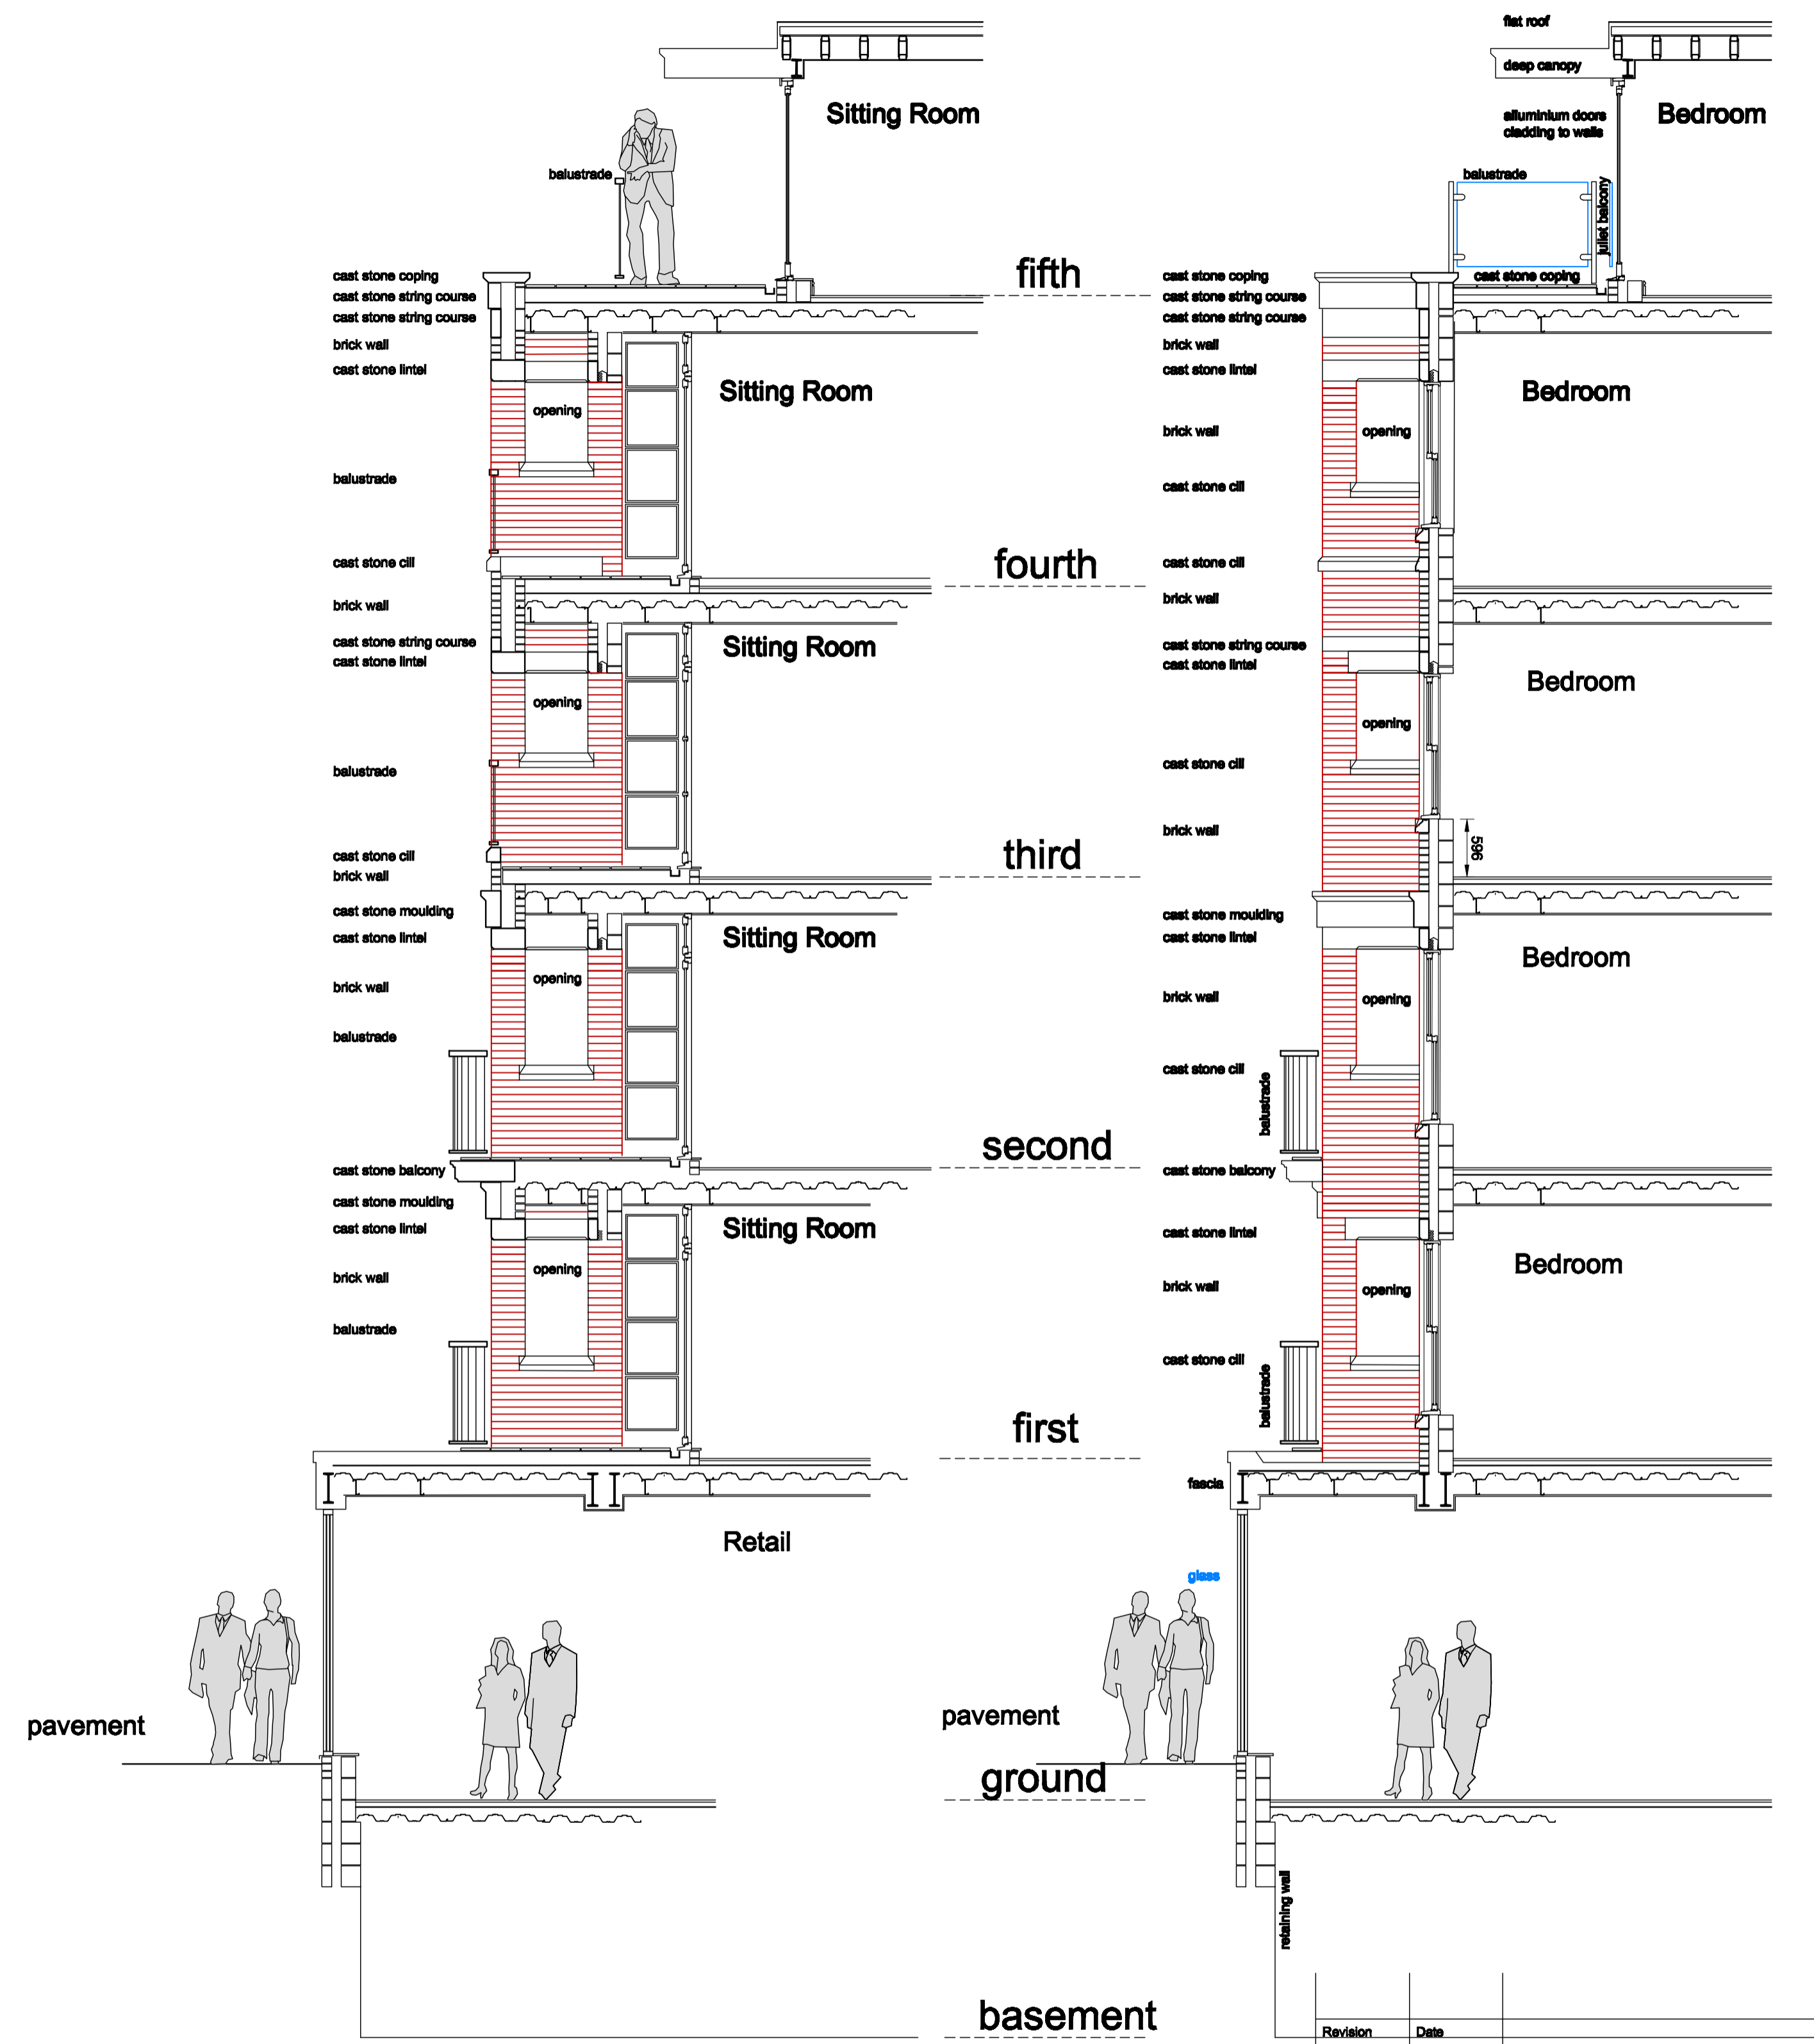 flat roof
deep canopy
Sitting Room
alluminium doors
cladding to walls
Bedroom
balustrade
balustrade
juliet balcony
cast stone coping
fifth
cast stone coping
cast stone coping
cast stone string course
cast stone string course
cast stone string course
cast stone string course
brick wall
brick wall
cast stone lintel
cast stone lintel
Sitting Room
Bedroom
opening
brick wall
opening
balustrade
cast stone cill
cast stone cill
fourth
cast stone cill
brick wall
brick wall
cast stone string course
Sitting Room
cast stone string course
cast stone lintel
cast stone lintel
Bedroom
opening
opening
balustrade
cast stone cill
brick wall
596
cast stone cill
third
brick wall
cast stone moulding
cast stone moulding
cast stone lintel
Sitting Room
cast stone lintel
Bedroom
opening
brick wall
brick wall
opening
balustrade
cast stone cill
balustrade
second
cast stone balcony
cast stone balcony
cast stone moulding
cast stone lintel
Sitting Room
cast stone lintel
opening
Bedroom
brick wall
brick wall
opening
balustrade
cast stone cill
balustrade
first
fascia
Retail
glass
pavement
pavement
ground
retaining wall
basement
Revision
Date